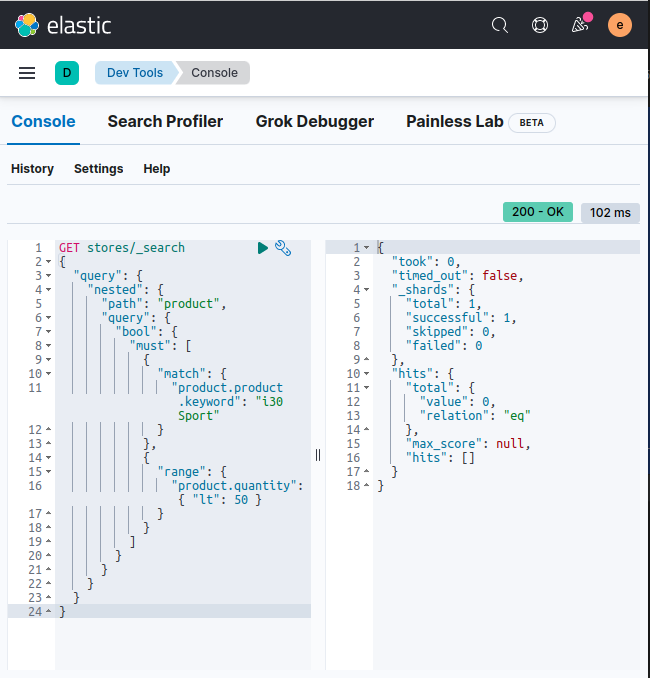 elastic
e
D
Dev Tools
Console
Console
Search Profiler
Grok Debugger
Painless Lab
BETA
History
Settings
Help
200 - OK
102 ms
1 GET stores/_search
2 {
3 "query": {
4 "nested": {
5 "path": "product",
6 "query": {
7 "bool": {
8 "must": [
9 {
10 "match": {
11 "product.product
.keyword": "i30
Sport"
12 }
13 },
14 {
15 "range": {
16 "product.quantity":
{ "lt": 50 }
17 }
18 }
19 ]
20 }
21 }
22 }
23 }
24 }
1 {
2 "took": 0,
3 "timed_out": false,
4 "_shards": {
5 "total": 1,
6 "successful": 1,
7 "skipped": 0,
8 "failed": 0
9 },
10 "hits": {
11 "total": {
12 "value": 0,
13 "relation": "eq"
14 },
15 "max_score": null,
16 "hits": []
17 }
18 }